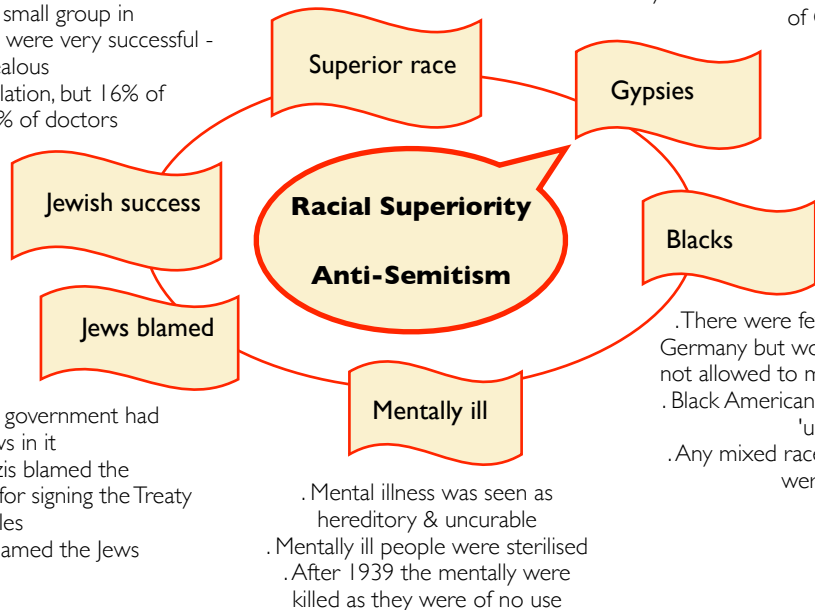 small group in
were very successful -
ealous
lation, but 16% of
% of doctors
of
Superior race
Gypsies
Jewish success
Racial Superiority
Anti-Semitism
Blacks
Jews blamed
Mentally ill
government had
vs in it
zis blamed the
for signing the Treaty
les
amed the Jews
. Mental illness was seen as
hereditory & uncurable
. Mentally ill people were sterilised
. After 1939 the mentally were
killed as they were of no use
. There were fe
Germany but wo
not allowed to m
. Black American
'u
. Any mixed race
wer